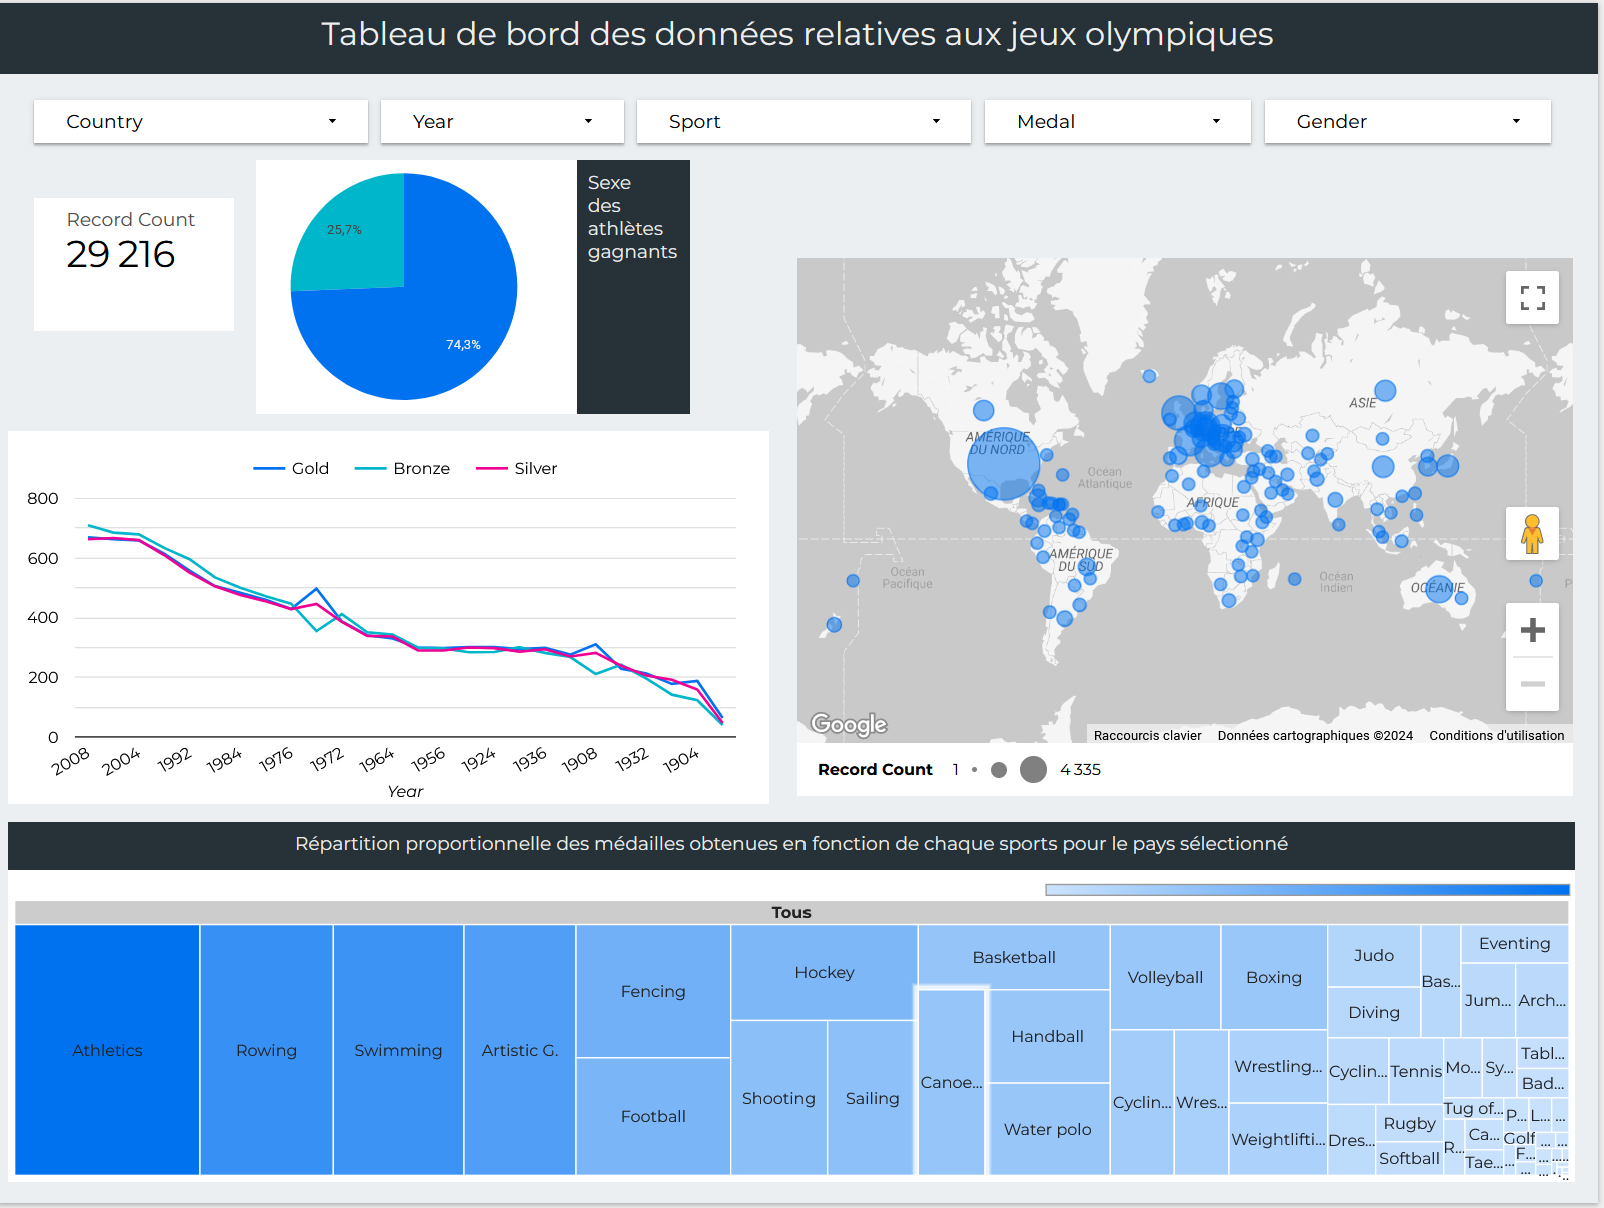 Tableau de bord des données relatives aux jeux olympiques
Country
Year
Sport
Medal
Gender
Record Count
29 216
25,7%
74,3%
Sexe
des
athlètes
gagnants
Gold
Bronze
Silver
800
600
400
200
0
2008
2004
1992
1984
1976
1972
1964
1956
1924
1936
1908
1932
1904
Year
AMÉRIQUE
DU NORD
Océan
Atlantique
AFRIQUE
ASIE
AMÉRIQUE
DU SUD
Océan
Pacifique
Océan
Indien
OCÉANIE
P
Google
Raccourcis clavier
Données cartographiques ©2024
Conditions d'utilisation
Record Count
1
4 335
Répartition proportionnelle des médailles obtenues en fonction de chaque sports pour le pays sélectionné
Tous
Athletics
Rowing
Swimming
Artistic G.
Fencing
Football
Hockey
Shooting
Sailing
Basketball
Canoe...
Handball
Water polo
Volleyball
Boxing
Cyclin...
Wres...
Wrestling...
Weightlifti...
Judo
Diving
Bas...
Eventing
Jum...
Arch...
Cyclin...
Tennis
Mo...
Sy...
Tabl...
Bad...
Dres...
Rugby
Softball
Tug of...
R...
Ca...
Tae...
P...
L...
...
Golf
F...
...